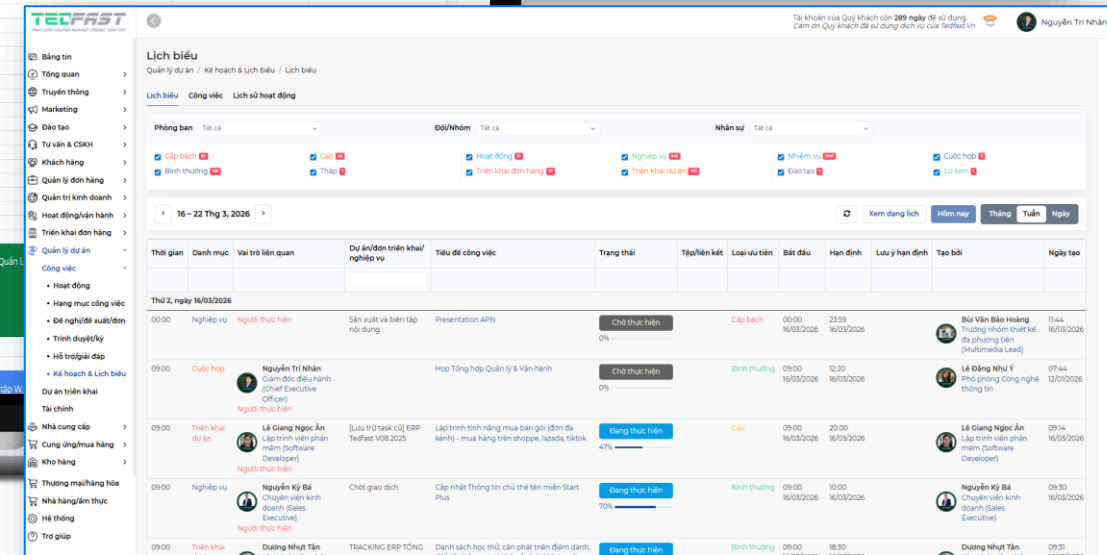 TEDFAST
Tài khoản của Quý khách còn 289 ngày để sử dụng.
Cảm ơn Quý khách đã sử dụng dịch vụ của Tedfast.Vn
Nguyễn Trí Nhân
Bảng tin
Tổng quan
Truyền thông
Marketing
Đào tạo
Tư vấn & CSKH
Khách hàng
Quản lý đơn hàng
Quản trị kinh doanh
Hoạt động/vận hành
Triển khai đơn hàng
Quản lý dự án
Công việc
Hoạt động
Hạng mục công việc
Đề nghị/đề xuất/đơn
Trình duyệt/ký
Hỗ trợ/giải đáp
Kế hoạch & Lịch biểu
Dự án triển khai
Tài chính
Nhà cung cấp
Cung ứng/mua hàng
Kho hàng
Thương mại/hàng hóa
Nhà hàng/ẩm thực
Hệ thống
Trợ giúp
Lịch biểu
Quản lý dự án / Kế hoạch & Lịch biểu / Lịch biểu
Lịch biểu Công việc Lịch sử hoạt động
Phòng ban Tất cả Đội/Nhóm Tất cả Nhân sự Tất cả
Cấp bách Cao Hoạt động Nghiệp vụ Nhiệm vụ Cuộc họp
Bình thường Thấp Triển khai đơn hàng Triển khai dự án Đào tạo Sự kiện
16 – 22 Thg 3, 2026 Xem dạng lịch Hôm nay Tháng Tuần Ngày
Thời gian Danh mục Vai trò liên quan Dự án/đơn triển khai/ nghiệp vụ Tiêu đề công việc Trạng thái Tệp/liên kết Loại ưu tiên Bắt đầu Hạn định Lưu ý hạn định Tạo bởi Ngày tạo
Thứ 2, ngày 16/03/2026
00:00 Nghiệp vụ Người thực hiện Sản xuất và biên tập Presentation APN Chờ thực hiện Cấp bách 00:00 23:59 Bùi Văn Bảo Hoàng 11:44
nội dung 0% 16/03/2026 16/03/2026 Trưởng nhóm thiết kế 16/03/2026
đa phương tiện
(Multimedia Lead)
09:00 Cuộc họp Nguyễn Trí Nhân Họp Tổng hợp Quản lý & Vận hành Chờ thực hiện Bình thường 09:00 12:20 Lê Đặng Như Ý 07:44
Giám đốc điều hành 0% 16/03/2026 16/03/2026 Phó phòng Công nghệ 12/01/2026
(Chief Executive thông tin
Officer)
Người thực hiện
09:00 Triển khai Lê Giang Ngọc Ân [Lưu trữ task cũ] ERP Lập trình tính năng mua bán gói (đơn đa Đang thực hiện Cao 09:00 20:00 Lê Giang Ngọc Ân 09:14
dự án Lập trình viên phần Tedfast V08.2025 kênh) - mua hàng trên shoppe, lazada, tiktok 47% 16/03/2026 16/03/2026 Lập trình viên phần 16/03/2026
mềm (Software mềm (Software
Developer) Developer)
Người thực hiện
09:00 Nghiệp vụ Nguyễn Kỳ Bá Chốt giao dịch Cập nhật Thông tin chủ thể tên miền Start Đang thực hiện Bình thường 09:00 10:00 Nguyễn Kỳ Bá 09:30
Chuyên viên kinh Plus 70% 16/03/2026 16/03/2026 Chuyên viên kinh 16/03/2026
doanh (Sales doanh (Sales
Executive) Executive)
Người thực hiện
09:00 Triển khai Dương Nhựt Tân TRACKING ERP TỔNG Danh sách học thử, cần phát triển điểm danh, Đang thực hiện Bình thường 09:00 18:30 Dương Nhựt Tân 09:31